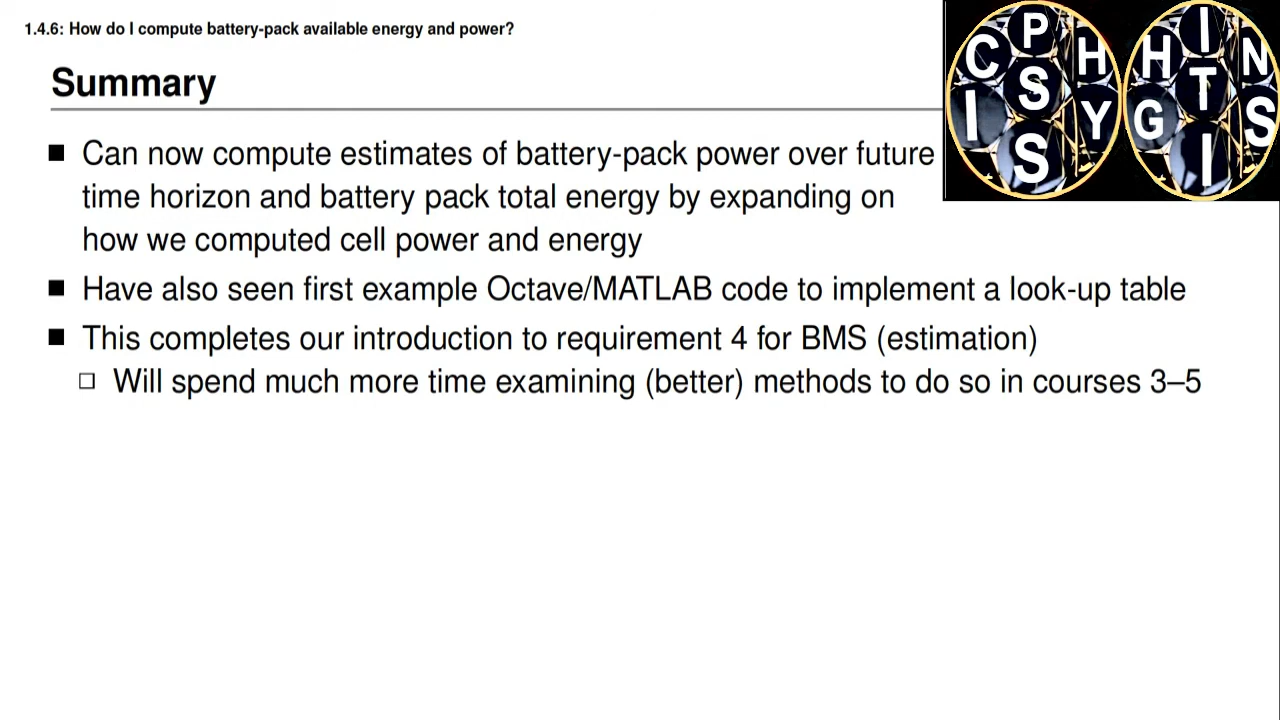 1.4.6: How do I compute battery-pack available energy and power?
Summary
■ Can now compute estimates of battery-pack power over future
time horizon and battery pack total energy by expanding on
how we computed cell power and energy
■ Have also seen first example Octave/MATLAB code to implement a look-up table
■ This completes our introduction to requirement 4 for BMS (estimation)
□ Will spend much more time examining (better) methods to do so in courses 3–5
C P H H I N
I S Y G T S
S I